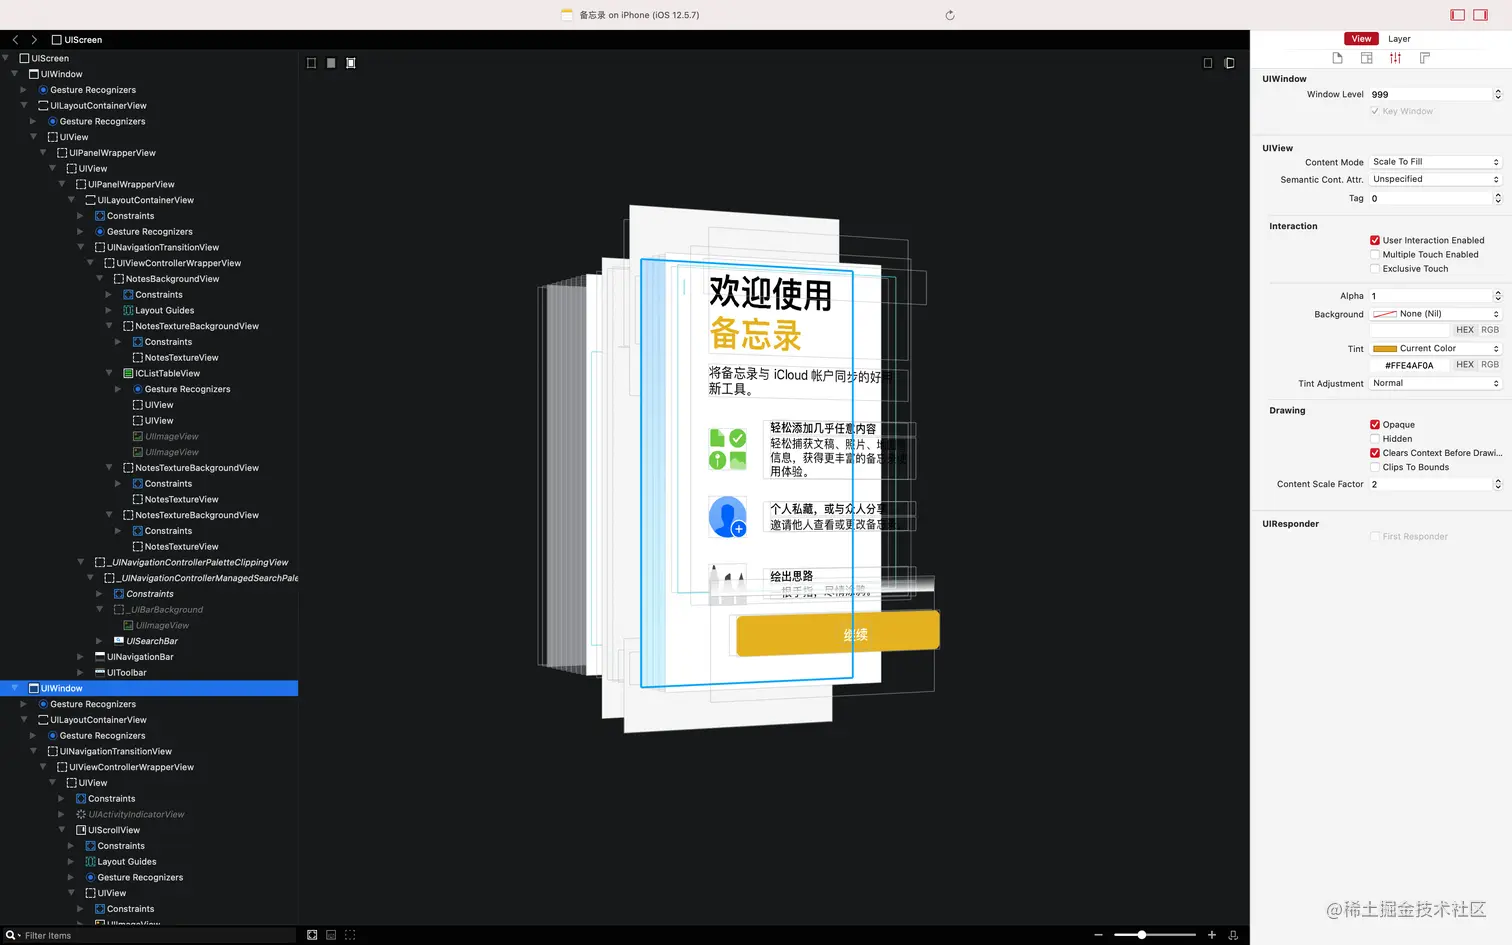 备忘录 on iPhone (iOS 12.5.7)
UIScreen
UIScreen
UIWindow
Gesture Recognizers
UILayoutContainerView
Gesture Recognizers
UIView
UIPanelWrapperView
UIView
UIPanelWrapperView
UILayoutContainerView
Constraints
Gesture Recognizers
UINavigationTransitionView
UIViewControllerWrapperView
NotesBackgroundView
Constraints
Layout Guides
NotesTextureBackgroundView
Constraints
NotesTextureView
ICListTableView
Gesture Recognizers
UIView
UIView
UIImageView
UIImageView
NotesTextureBackgroundView
Constraints
NotesTextureView
NotesTextureBackgroundView
Constraints
NotesTextureView
_UINavigationControllerPaletteClippingView
_UINavigationControllerManagedSearchPale
Constraints
_UIBarBackground
UIImageView
UISearchBar
UINavigationBar
UIToolbar
UIWindow
Gesture Recognizers
UILayoutContainerView
Gesture Recognizers
UINavigationTransitionView
UIViewControllerWrapperView
UIView
Constraints
UIActivityIndicatorView
UIScrollView
Constraints
Layout Guides
Gesture Recognizers
UIView
Constraints
UIImageView
Filter Items
欢迎使用
备忘录
将备忘录与 iCloud 帐户同步的好用
新工具。
轻松添加几乎任意内容
轻松捕获文稿、照片、地
信息，获得更丰富的备忘录使
用体验。
个人私藏，或与众人分享
邀请他人查看或更改备忘录。
绘出思路
一根手指，尽情涂鸦。
继续
View Layer
UIWindow
Window Level 999
Key Window
UIView
Content Mode Scale To Fill
Semantic Cont. Attr. Unspecified
Tag 0
Interaction
User Interaction Enabled
Multiple Touch Enabled
Exclusive Touch
Alpha 1
Background None (Nil)
HEX RGB
Tint Current Color
#FFE4AF0A HEX RGB
Tint Adjustment Normal
Drawing
Opaque
Hidden
Clears Context Before Drawi...
Clips To Bounds
Content Scale Factor 2
UIResponder
First Responder
@稀土掘金技术社区